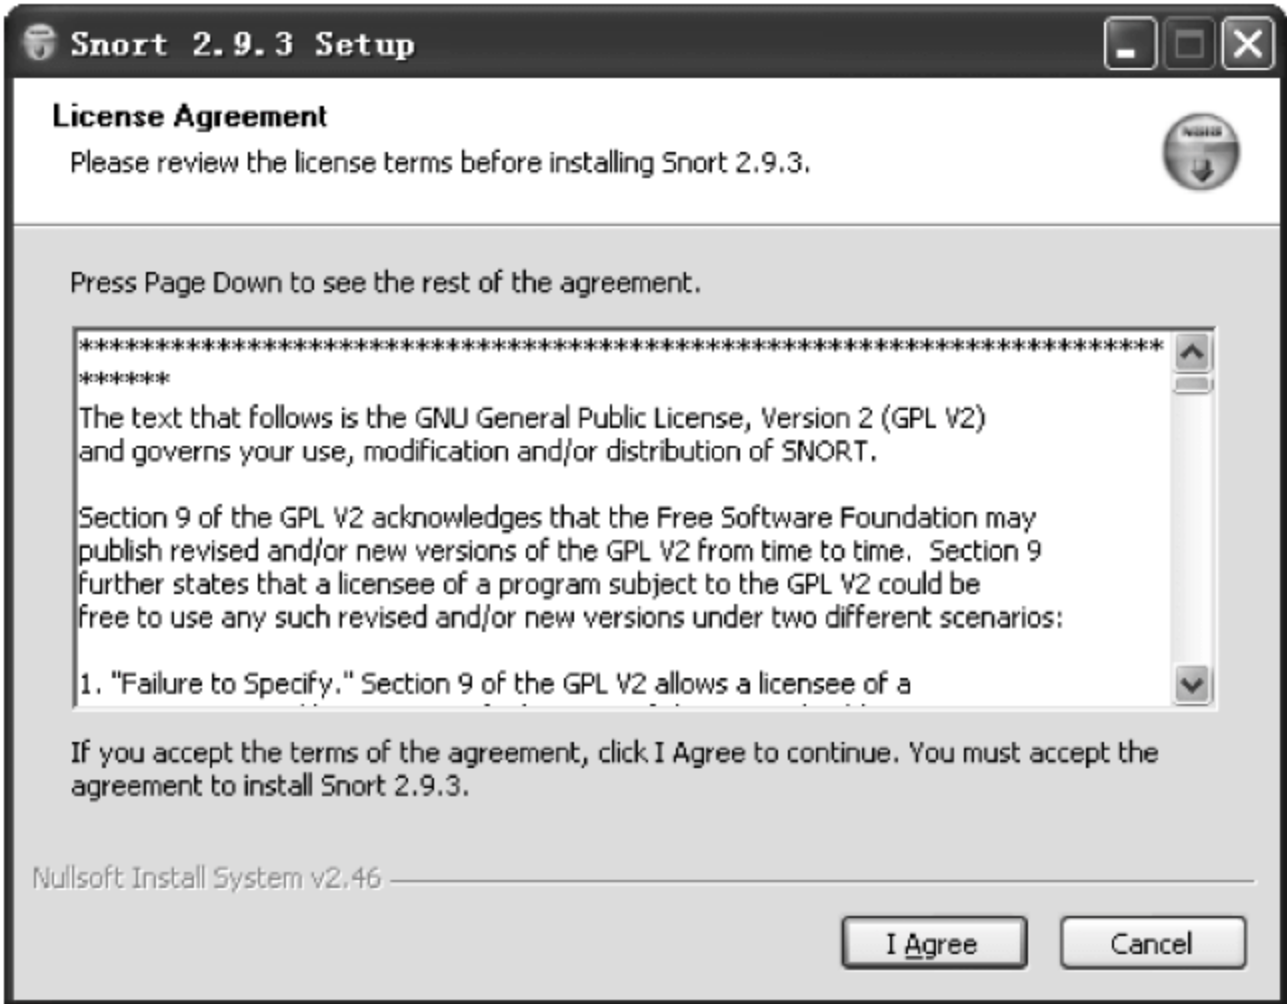 Snort 2.9.3 Setup
License Agreement
Please review the license terms before installing Snort 2.9.3.
Press Page Down to see the rest of the agreement.
***********************************************************************
******
The text that follows is the GNU General Public License, Version 2 (GPL V2)
and governs your use, modification and/or distribution of SNORT.
Section 9 of the GPL V2 acknowledges that the Free Software Foundation may
publish revised and/or new versions of the GPL V2 from time to time.  Section 9
further states that a licensee of a program subject to the GPL V2 could be
free to use any such revised and/or new versions under two different scenarios:
1. "Failure to Specify." Section 9 of the GPL V2 allows a licensee of a
If you accept the terms of the agreement, click I Agree to continue. You must accept the
agreement to install Snort 2.9.3.
Nullsoft Install System v2.46
I Agree
Cancel